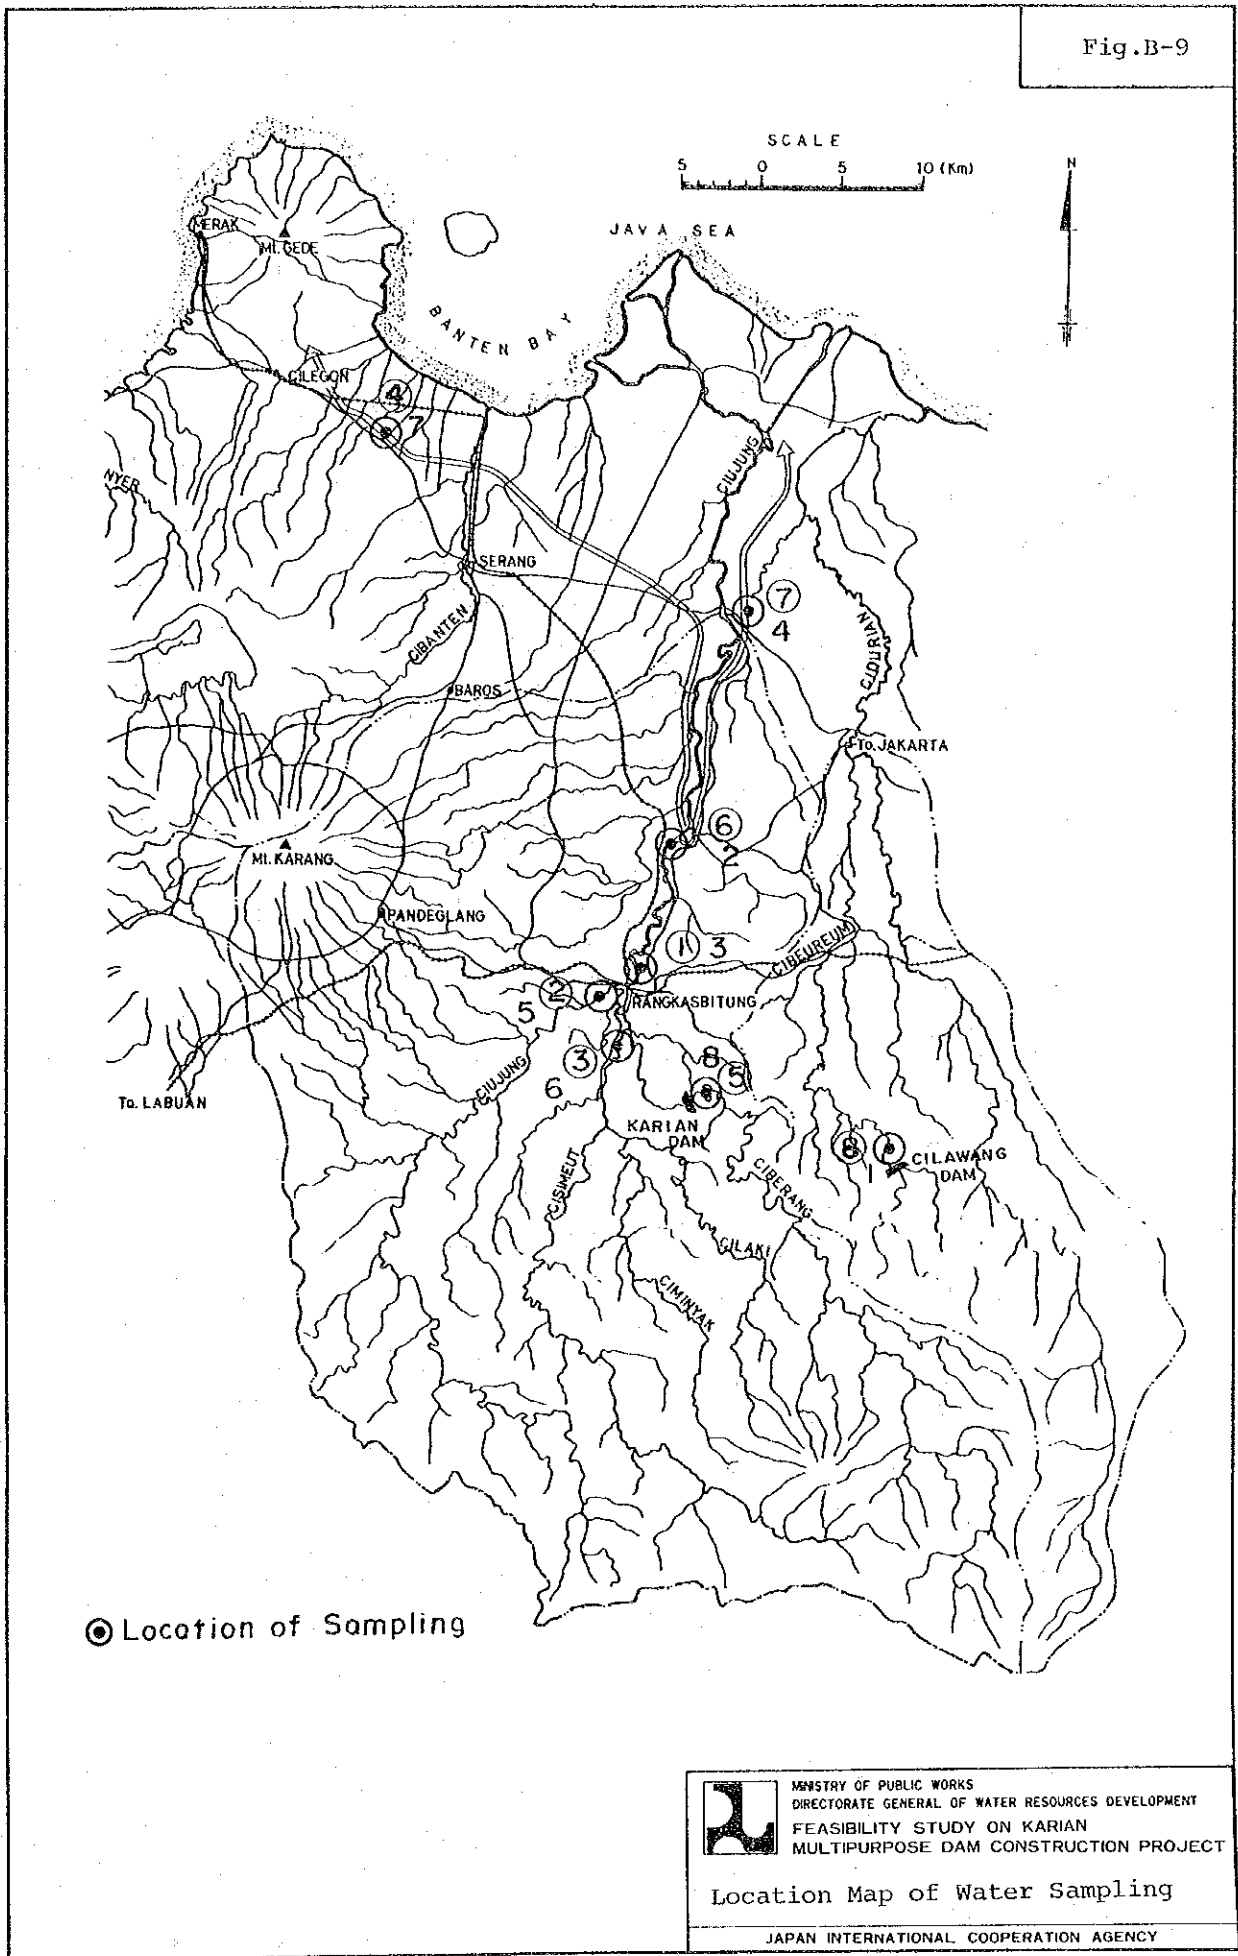 Fig.B-9
SCALE
5 0 5 10 (Km)
N
JAVA SEA
MERAK
Mt. GEDE
BANTEN BAY
CILEGON
④
7
NYER
CIUJUNG
SERANG
⑦
4
CIBANTEN
CIDURIAN
BAROS
To. JAKARTA
⑥
2
Mt. KARANG
PANDEGLANG
① 3
CIBEUREUM
②
5
RANGKASBITUNG
③
6
8
⑤
CIUJUNG
To. LABUAN
KARIAN
DAM
⑧
1
CILAWANG
DAM
CISIMEUT
CIBERANG
CILAKI
CIMINYAK
Location of Sampling
MINISTRY OF PUBLIC WORKS
DIRECTORATE GENERAL OF WATER RESOURCES DEVELOPMENT
FEASIBILITY STUDY ON KARIAN
MULTIPURPOSE DAM CONSTRUCTION PROJECT
Location Map of Water Sampling
JAPAN INTERNATIONAL COOPERATION AGENCY